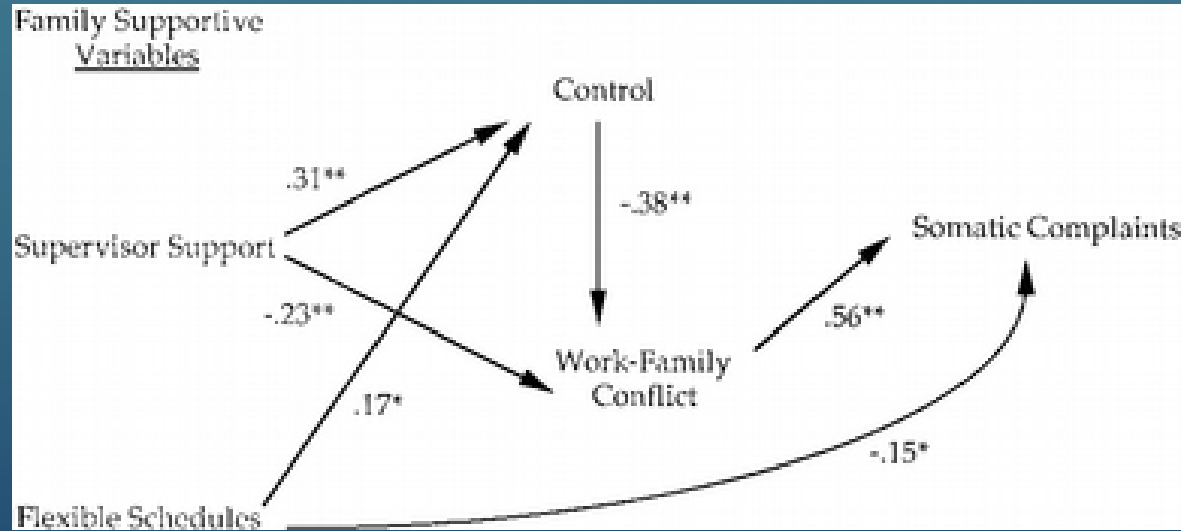 Family Supportive
Variables
Control
.31**
-.38**
Supervisor Support
Somatic Complaints
-.23**
.56**
Work-Family
Conflict
.17*
-.15*
Flexible Schedules